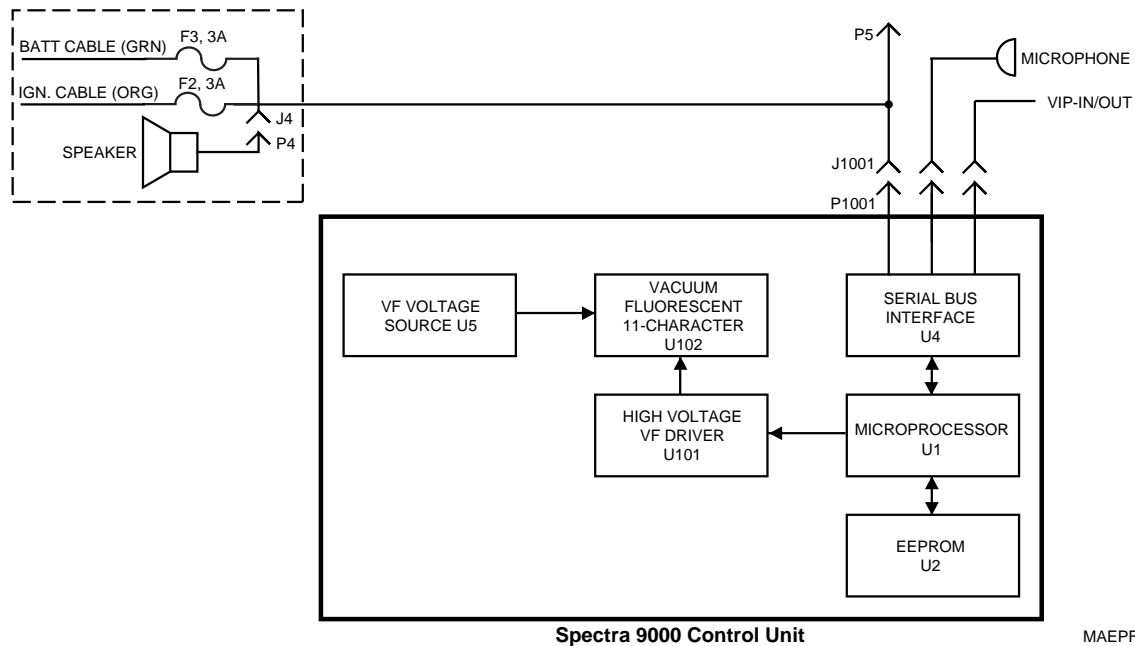 BATT CABLE (GRN)
F3, 3A
IGN. CABLE (ORG)
F2, 3A
J4
P4
SPEAKER
P5
MICROPHONE
VIP-IN/OUT
J1001
P1001
VF VOLTAGE
SOURCE U5
VACUUM
FLUORESCENT
11-CHARACTER
U102
SERIAL BUS
INTERFACE
U4
HIGH VOLTAGE
VF DRIVER
U101
MICROPROCESSOR
U1
EEPROM
U2
Spectra 9000 Control Unit